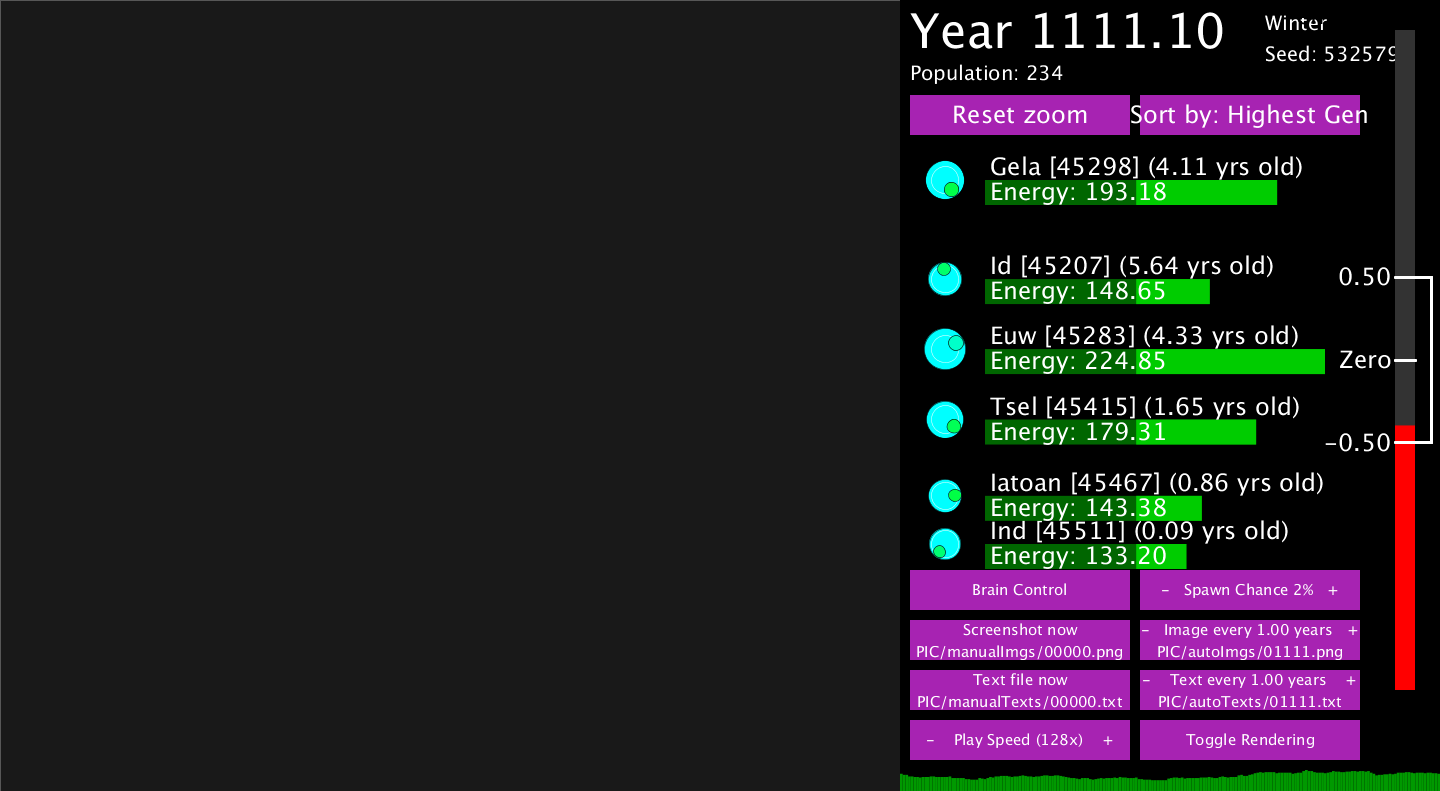 Year 1111.10
Winter
Seed: 532579
Population: 234
Reset zoom
Sort by: Highest Gen
Gela [45298] (4.11 yrs old)
Energy: 193.18
Id [45207] (5.64 yrs old)
Energy: 148.65
0.50
Euw [45283] (4.33 yrs old)
Energy: 224.85
Zero
Tsel [45415] (1.65 yrs old)
Energy: 179.31
-0.50
Iatoan [45467] (0.86 yrs old)
Energy: 143.38
Ind [45511] (0.09 yrs old)
Energy: 133.20
Brain Control
- Spawn Chance 2% +
Screenshot now
PIC/manualImgs/00000.png
- Image every 1.00 years +
PIC/autoImgs/01111.png
Text file now
PIC/manualTexts/00000.txt
- Text every 1.00 years +
PIC/autoTexts/01111.txt
- Play Speed (128x) +
Toggle Rendering